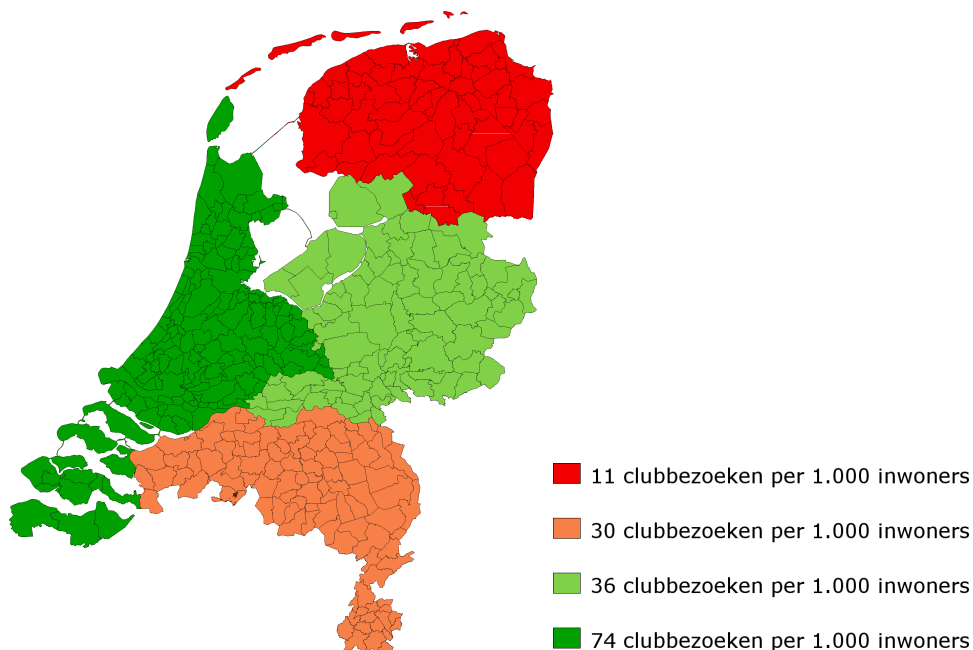 11 clubbezoeken per 1.000 inwoners
30 clubbezoeken per 1.000 inwoners
36 clubbezoeken per 1.000 inwoners
74 clubbezoeken per 1.000 inwoners